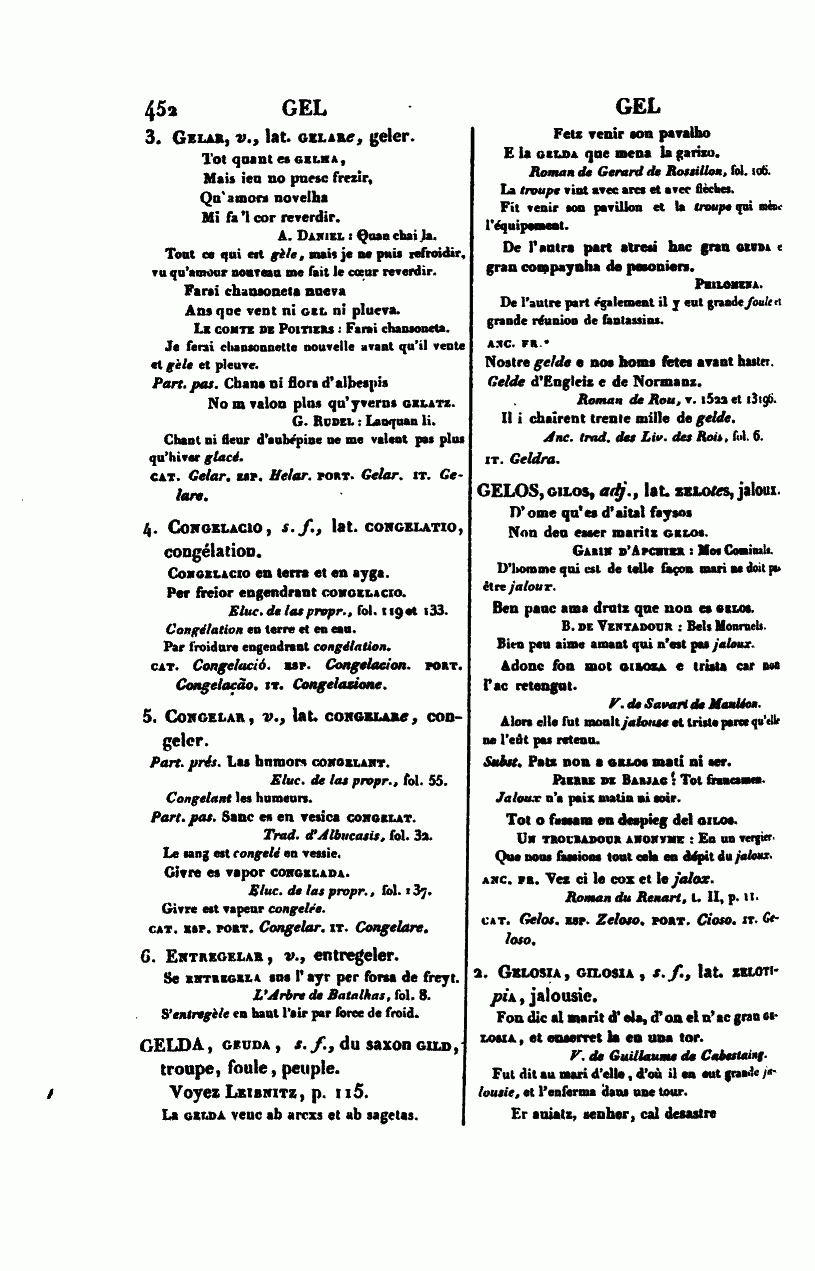 452 GEL
3. GELAR, v., lat. GELARe, geler.
Tot quant es GELHA,
Mais ieu no puesc frezir,
Qu'amors novelha
Mi fa 'l cor reverdir.
A. DANIEL : Quan chai la.
Tout ce qui est gèle, mais je ne puis refroidir,
vu qu'amour nouveau me fait le cœur reverdir.
Farai chansoneta nueva
Ans que vent ni GEL ni plueva.
LE COMTE DE POITIERS : Farai chansoneta.
Je ferai chansonnette nouvelle avant qu'il vente
et gèle et pleuve.
Part. pas. Chans ni flors d'albespis
No m valon plus qu'yverns GELATZ.
G. RUDEL : Lanquan li.
Chant ni fleur d'aubépine ne me valent pas plus
qu'hiver glacé.
CAT. Gelar. ESP. Helar. PORT. Gelar. IT. Ge-
lare.
4. CONGELACIO, s. f., lat. CONGELATIO,
congélation.
CONGELACIO en terra et en ayga.
Per freior engendrant CONGELACIO.
Eluc. de las propr., fol. 119 et 133.
Congélation en terre et en eau.
Par froidure engendrant congélation.
CAT. Congelació. ESP. Congelacion. PORT.
Congelação. IT. Congelazione.
5. CONGELAR, v., lat. CONGELARe, con-
geler.
Part. prés. Las humors CONGELANT.
Eluc. de las propr., fol. 55.
Congelant les humeurs.
Part. pas. Sanc es en vesica CONGELAT.
Trad. d'Albucasis, fol. 32.
Le sang est congelé en vessie.
Givre es vapor CONGELADA.
Eluc. de las propr., fol. 137.
Givre est vapeur congelée.
CAT. ESP. PORT. Congelar. IT. Congelare.
6. ENTREGELAR, v., entregeler.
Se ENTREGELA sus l'ayr per forsa de freyt.
L'Arbre de Batalhas, fol. 8.
S'entregèle en haut l'air par force de froid.
GELDA, GEUDA, s. f., du saxon GILD,
troupe, foule, peuple.
Voyez LEIBNITZ, p. 115.
La GELDA venc ab arcxs et ab sagetas.
GEL
Fetz venir son pavalho
E la GELDA que mena la garizo.
Roman de Gerard de Rossillon, fol. 106.
La troupe vint avec arcs et avec flèches.
Fit venir son pavillon et la troupe qui mène
l'équipement.
De l'autra part atresi hac gran GEUDA e
gran compaynha de pesoniers.
PHILOMENA.
De l'autre part également il y eut grande foule et
grande réunion de fantassins.
ANC. FR.
Nostre gelde e nos homs fetes avant haster.
Gelde d'Engleiz e de Normanz.
Roman de Rou, v. 1522 et 13196.
Il i chaïrent trente mille de gelde.
Anc. trad. des Liv. des Rois, fol. 6.
IT. Geldra.
GELOS, GILOS, adj., lat. ZELOtes, jaloux.
D'ome qu'es d'aital faysos
Non deu esser maritz GELOS.
GARIN D'APCHIER : Mos Cominals.
D'homme qui est de telle façon mari ne doit pas
être jaloux.
Ben pauc ama drutz que non es GELOS.
B. DE VENTADOUR : Bels Monruels.
Bien peu aime amant qui n'est pas jaloux.
Adonc fon mot GILOZA e trista car non
l'ac retengut.
V. de Savari de Mauléon.
Alors elle fut moult jalouse et triste parce qu'elle
ne l'eût pas retenu.
Subst. Patz non a GELOS mati ni ser.
PIERRE DE BARJAC : Tot francamen.
Jaloux n'a paix matin ni soir.
Tot o fassam en despieg del GILOS.
UN TROUBADOUR ANONYME : En un vergier.
Que nous fassions tout cela en dépit du jaloux.
ANC. FR. Vez ci le cox et le jalox.
Roman du Renart, t. II, p. 11.
CAT. Gelos. ESP. Zeloso. PORT. Cioso. IT. Ge-
loso.
2. GELOSIA, GILOSIA, s. f., lat. ZELOTI-
piA, jalousie.
Fon dic al marit d'ela, d'on el n'ac gran GE-
LOSIA, et enserret la en una tor.
V. de Guillaume de Cabestaing.
Fut dit au mari d'elle, d'où il en eut grande ja-
lousie, et l'enferma dans une tour.
Er auiatz, senher, cal desastre